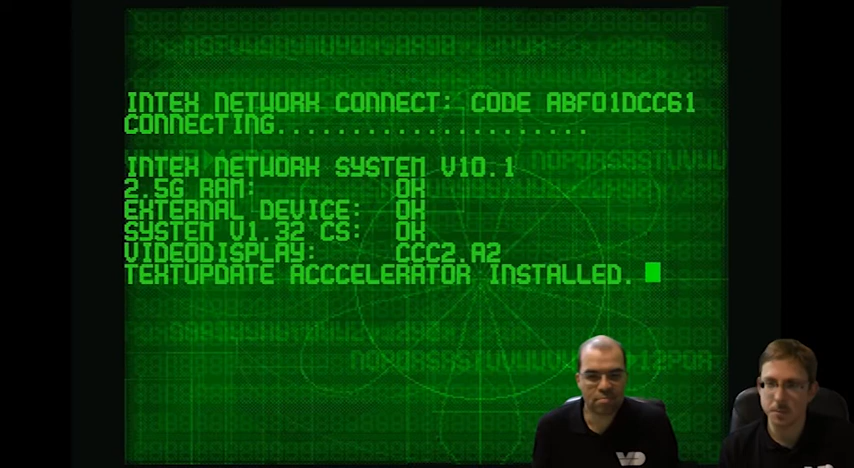 INTEX NETWORK CONNECT: CODE ABF01DCC61
CONNECTING.....................
INTEX NETWORK SYSTEM V10.1
2.5G RAM: OK
EXTERNAL DEVICE: OK
SYSTEM V1.32 CS: OK
VIDEODISPLAY: CCC2.A2
TEXTUPDATE ACCCELERATOR INSTALLED.